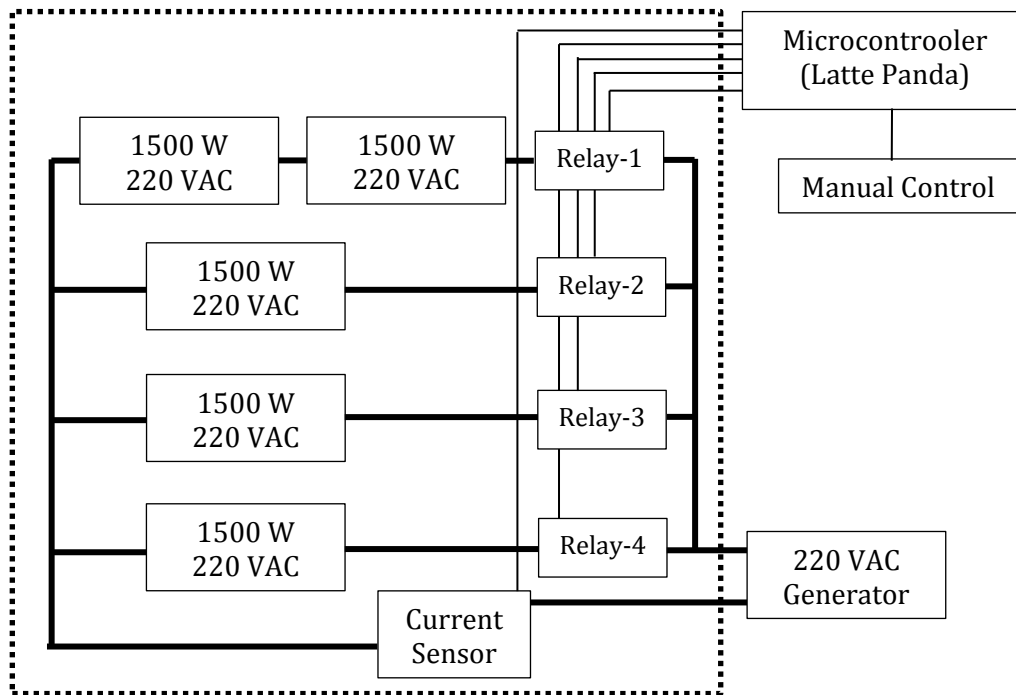 Microcontrooler
(Latte Panda)
1500 W
220 VAC
1500 W
220 VAC
Relay-1
Manual Control
1500 W
220 VAC
Relay-2
1500 W
220 VAC
Relay-3
1500 W
220 VAC
Relay-4
220 VAC
Generator
Current
Sensor